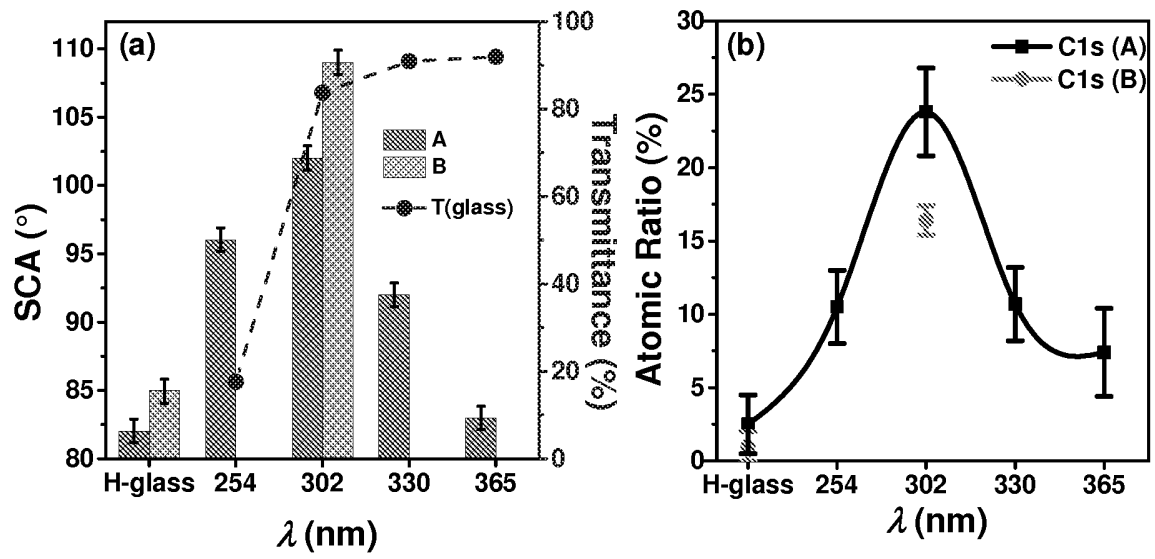 (a)
110
105
100
95
90
85
80
SCA (°)
100
80
60
40
20
0
Transmittance (%)
A
B
T(glass)
H-glass 254 302 330 365
λ (nm)
(b)
30
25
20
15
10
5
0
Atomic Ratio (%)
C1s (A)
C1s (B)
H-glass 254 302 330 365
λ (nm)